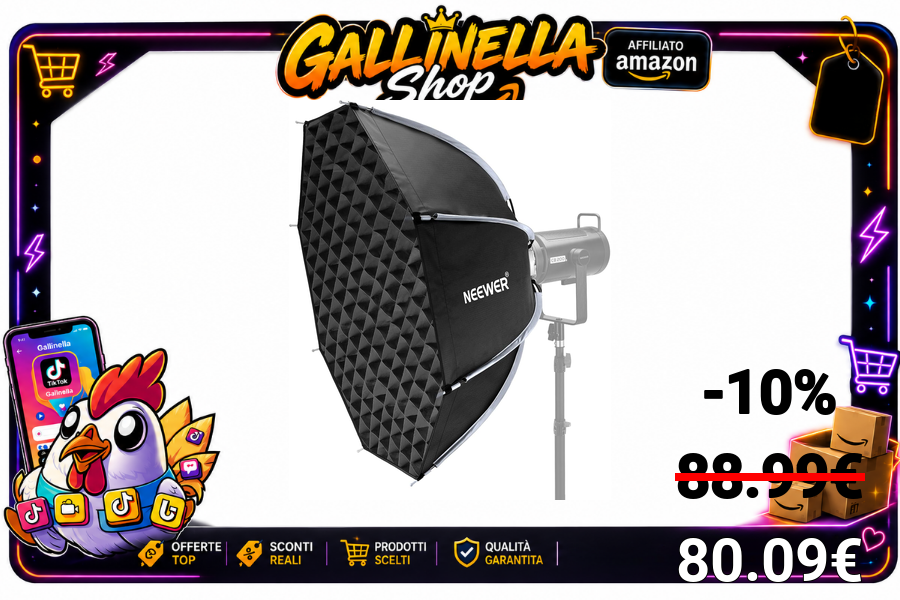 GALLINELLA
Shop
AFFILIATO
amazon
NEEWER®
Gallinella
TikTok
Gallinella
-10%
88.99€
80.09€
OFFERTE
TOP
SCONTI
REALI
PRODOTTI
SCELTI
QUALITÀ
GARANTITA